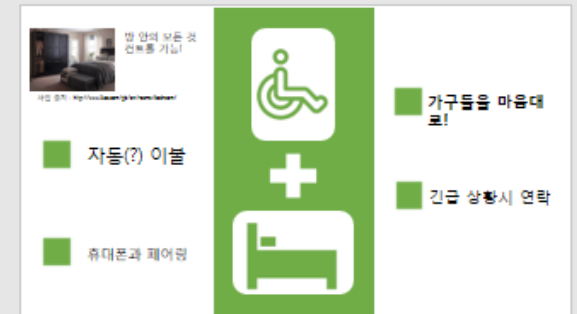 방 안의 모든 것
컨트롤 가능!
사진 출처 :
자동(?) 이불
휴대폰과 페어링
가구들을 마음대
로!
긴급 상황시 연락